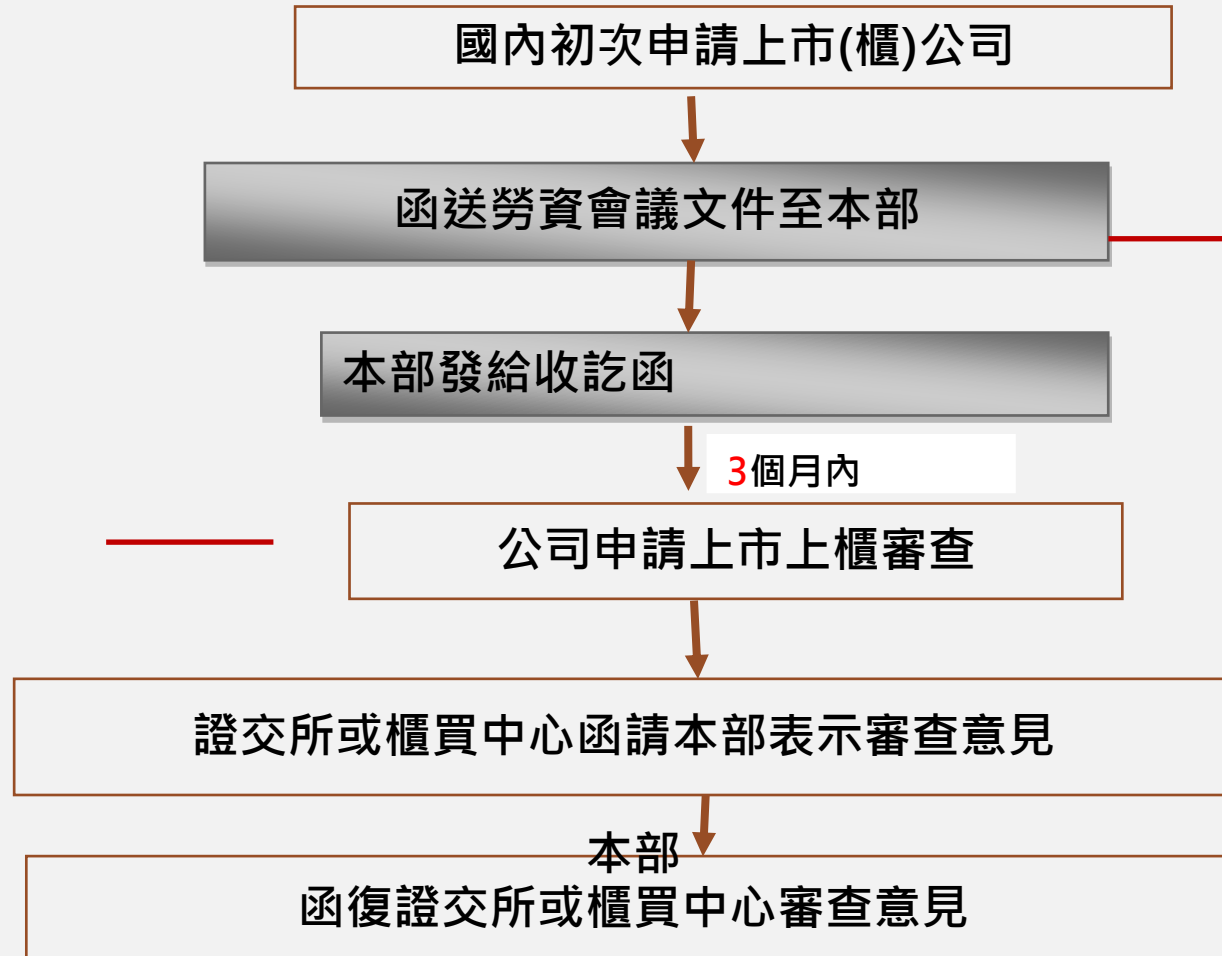 國內初次申請上市(櫃)公司
函送勞資會議文件至本部
本部發給收訖函
3個月內
公司申請上市上櫃審查
證交所或櫃買中心函請本部表示審查意見
本部
函復證交所或櫃買中心審查意見